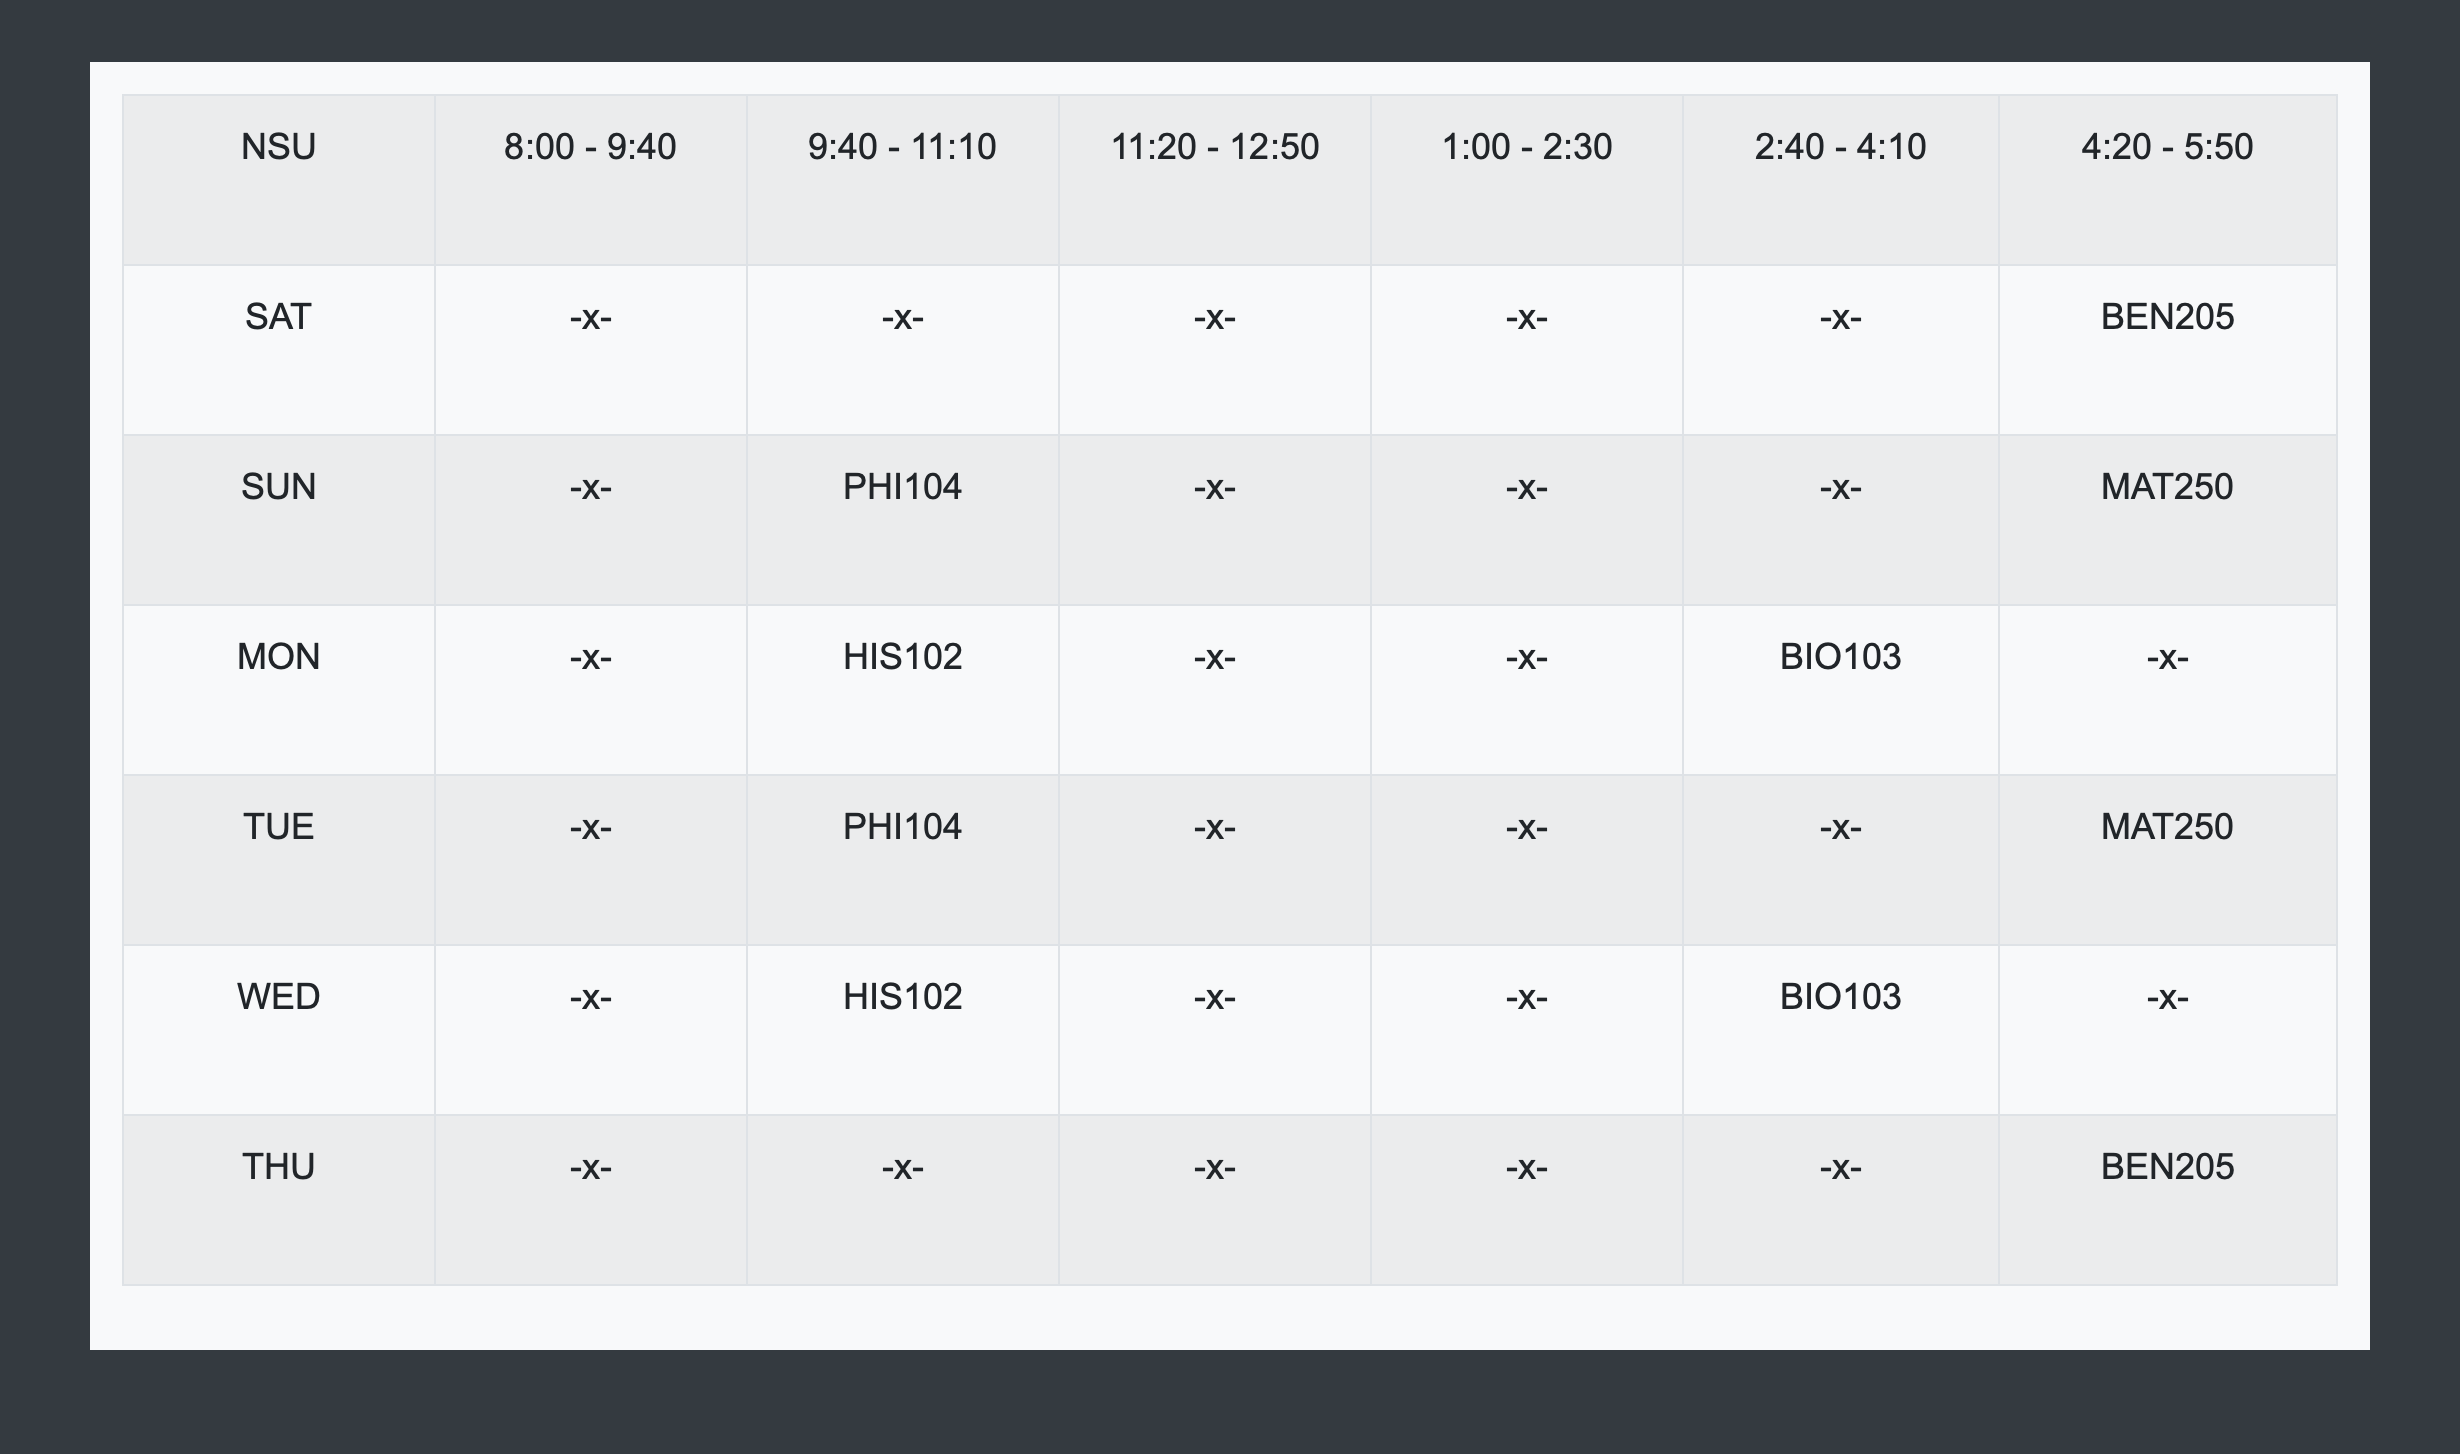 NSU 8:00 - 9:40 9:40 - 11:10 11:20 - 12:50 1:00 - 2:30 2:40 - 4:10 4:20 - 5:50
SAT -x- -x- -x- -x- -x- BEN205
SUN -x- PHI104 -x- -x- -x- MAT250
MON -x- HIS102 -x- -x- BIO103 -x-
TUE -x- PHI104 -x- -x- -x- MAT250
WED -x- HIS102 -x- -x- BIO103 -x-
THU -x- -x- -x- -x- -x- BEN205